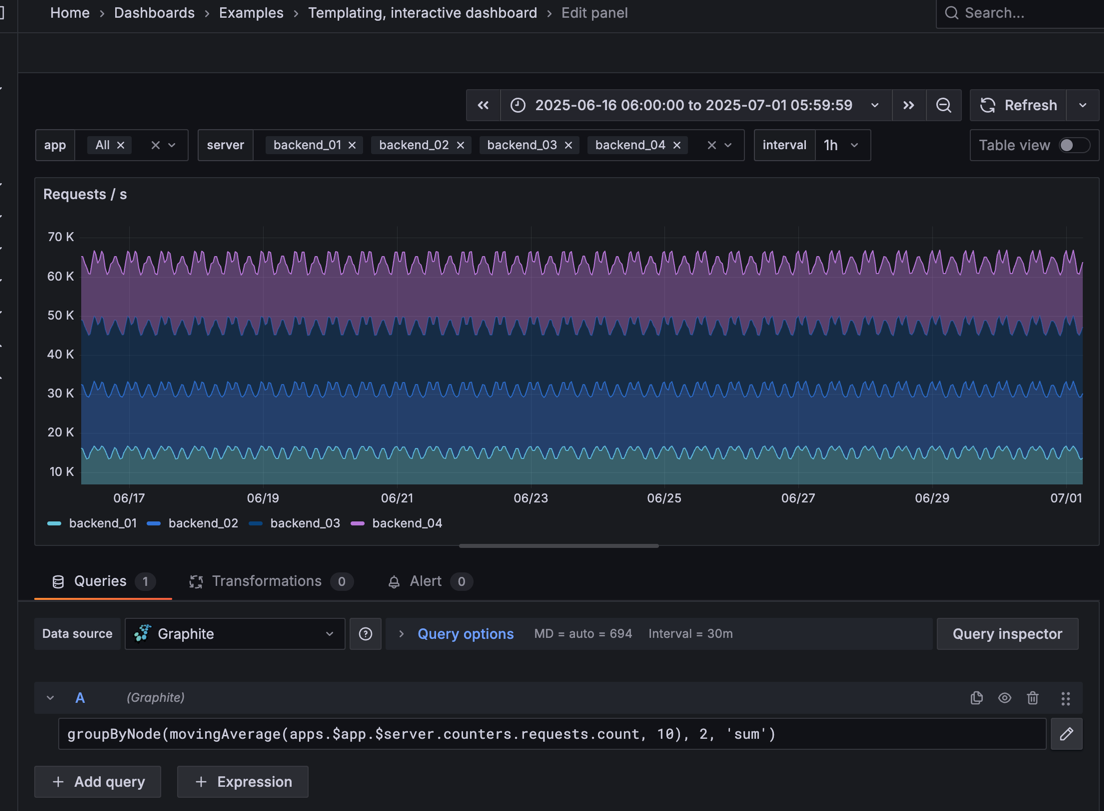 Home > Dashboards > Examples > Templating, interactive dashboard > Edit panel
Search...
2025-06-16 06:00:00 to 2025-07-01 05:59:59
Refresh
app All server backend_01 backend_02 backend_03 backend_04 interval 1h Table view
Requests / s
70 K
60 K
50 K
40 K
30 K
20 K
10 K
06/17 06/19 06/21 06/23 06/25 06/27 06/29 07/01
backend_01 backend_02 backend_03 backend_04
Queries 1 Transformations 0 Alert 0
Data source Graphite Query options MD = auto = 694 Interval = 30m Query inspector
A (Graphite)
groupByNode(movingAverage(apps.$app.$server.counters.requests.count, 10), 2, 'sum')
+ Add query + Expression